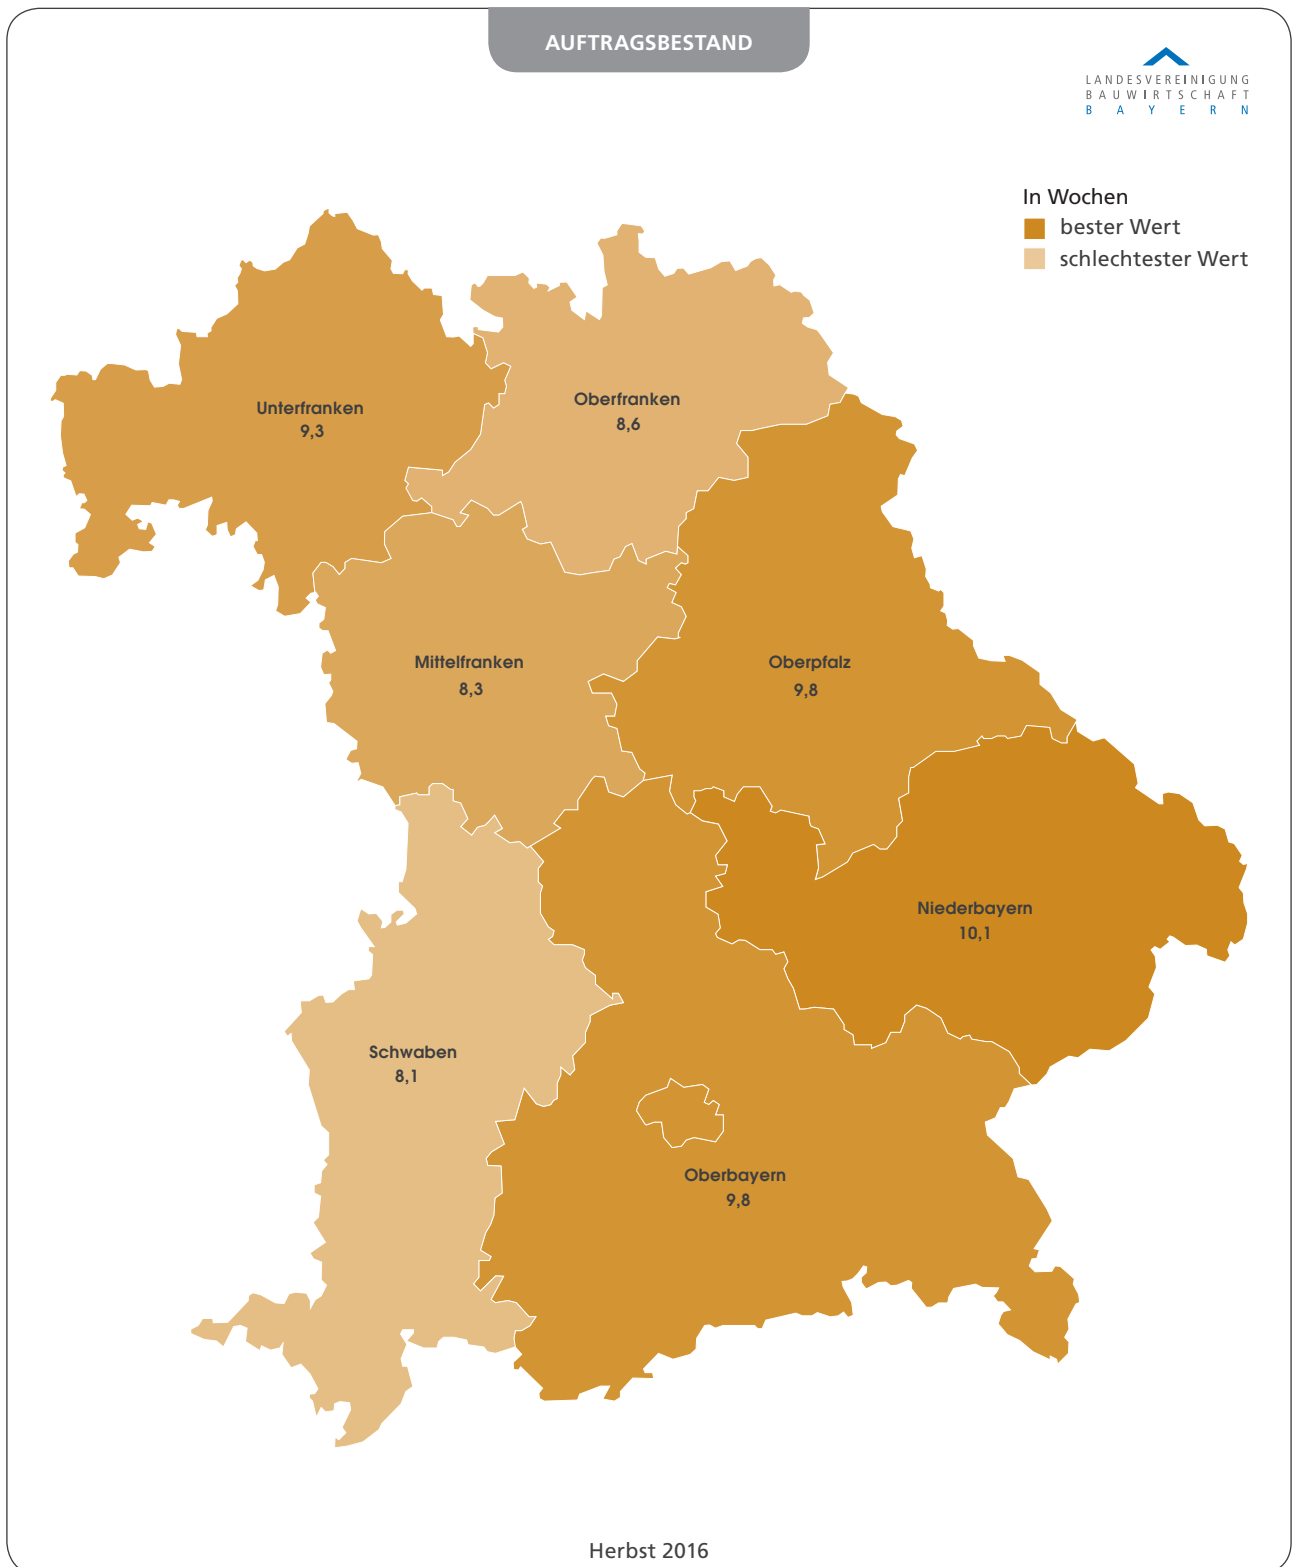 AUFTRAGSBESTAND
LANDESVEREINIGUNG
BAUWIRTSCHAFT
BAYERN
In Wochen
bester Wert
schlechtester Wert
Unterfranken
9,3
Oberfranken
8,6
Mittelfranken
8,3
Oberpfalz
9,8
Niederbayern
10,1
Schwaben
8,1
Oberbayern
9,8
Herbst 2016